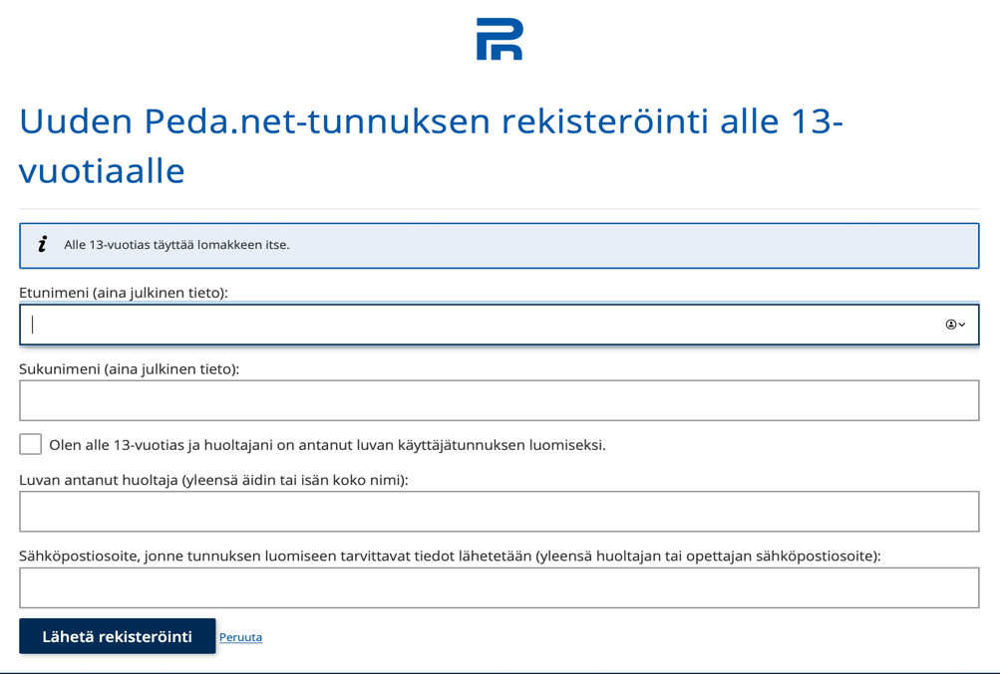 Uuden Peda.net-tunnuksen rekisteröinti alle 13-
vuotiaalle
Alle 13-vuotias täyttää lomakkeen itse.
Etunimeni (aina julkinen tieto):
Sukunimeni (aina julkinen tieto):
Olen alle 13-vuotias ja huoltajani on antanut luvan käyttäjätunnuksen luomiseksi.
Luvan antanut huoltaja (yleensä äidin tai isän koko nimi):
Sähköpostiosoite, jonne tunnuksen luomiseen tarvittavat tiedot lähetetään (yleensä huoltajan tai opettajan sähköpostiosoite):
Lähetä rekisteröinti Peruuta